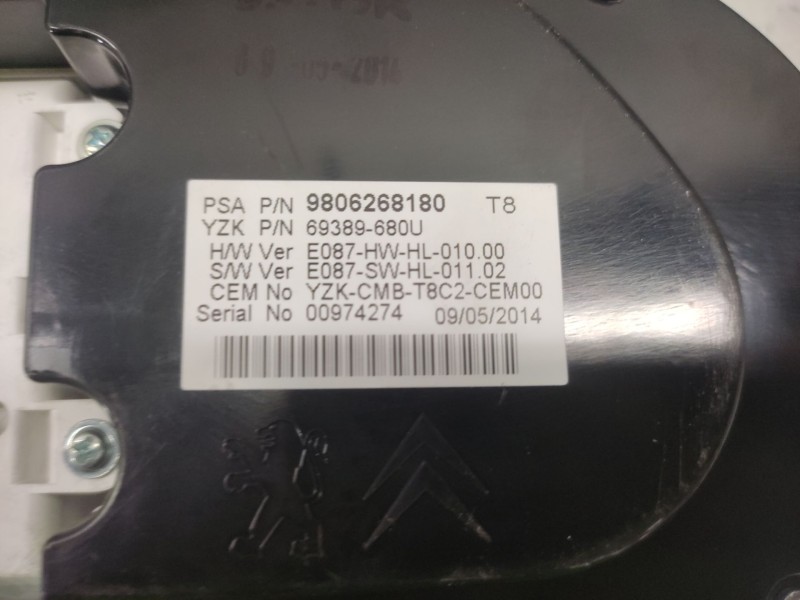 PSA P/N 9806268180 T8
YZK P/N 69389-680U
H/W Ver E087-HW-HL-010.00
S/W Ver E087-SW-HL-011.02
CEM No YZK-CMB-T8C2-CEM00
Serial No 00974274 09/05/2014